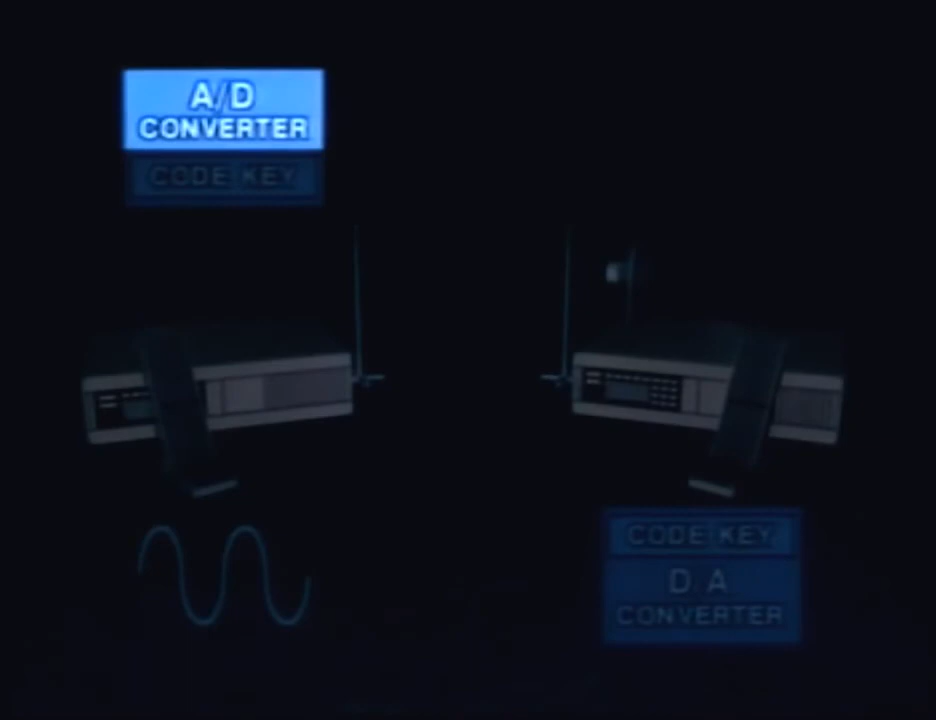 A/D
CONVERTER
CODE KEY
CODE KEY
D A
CONVERTER